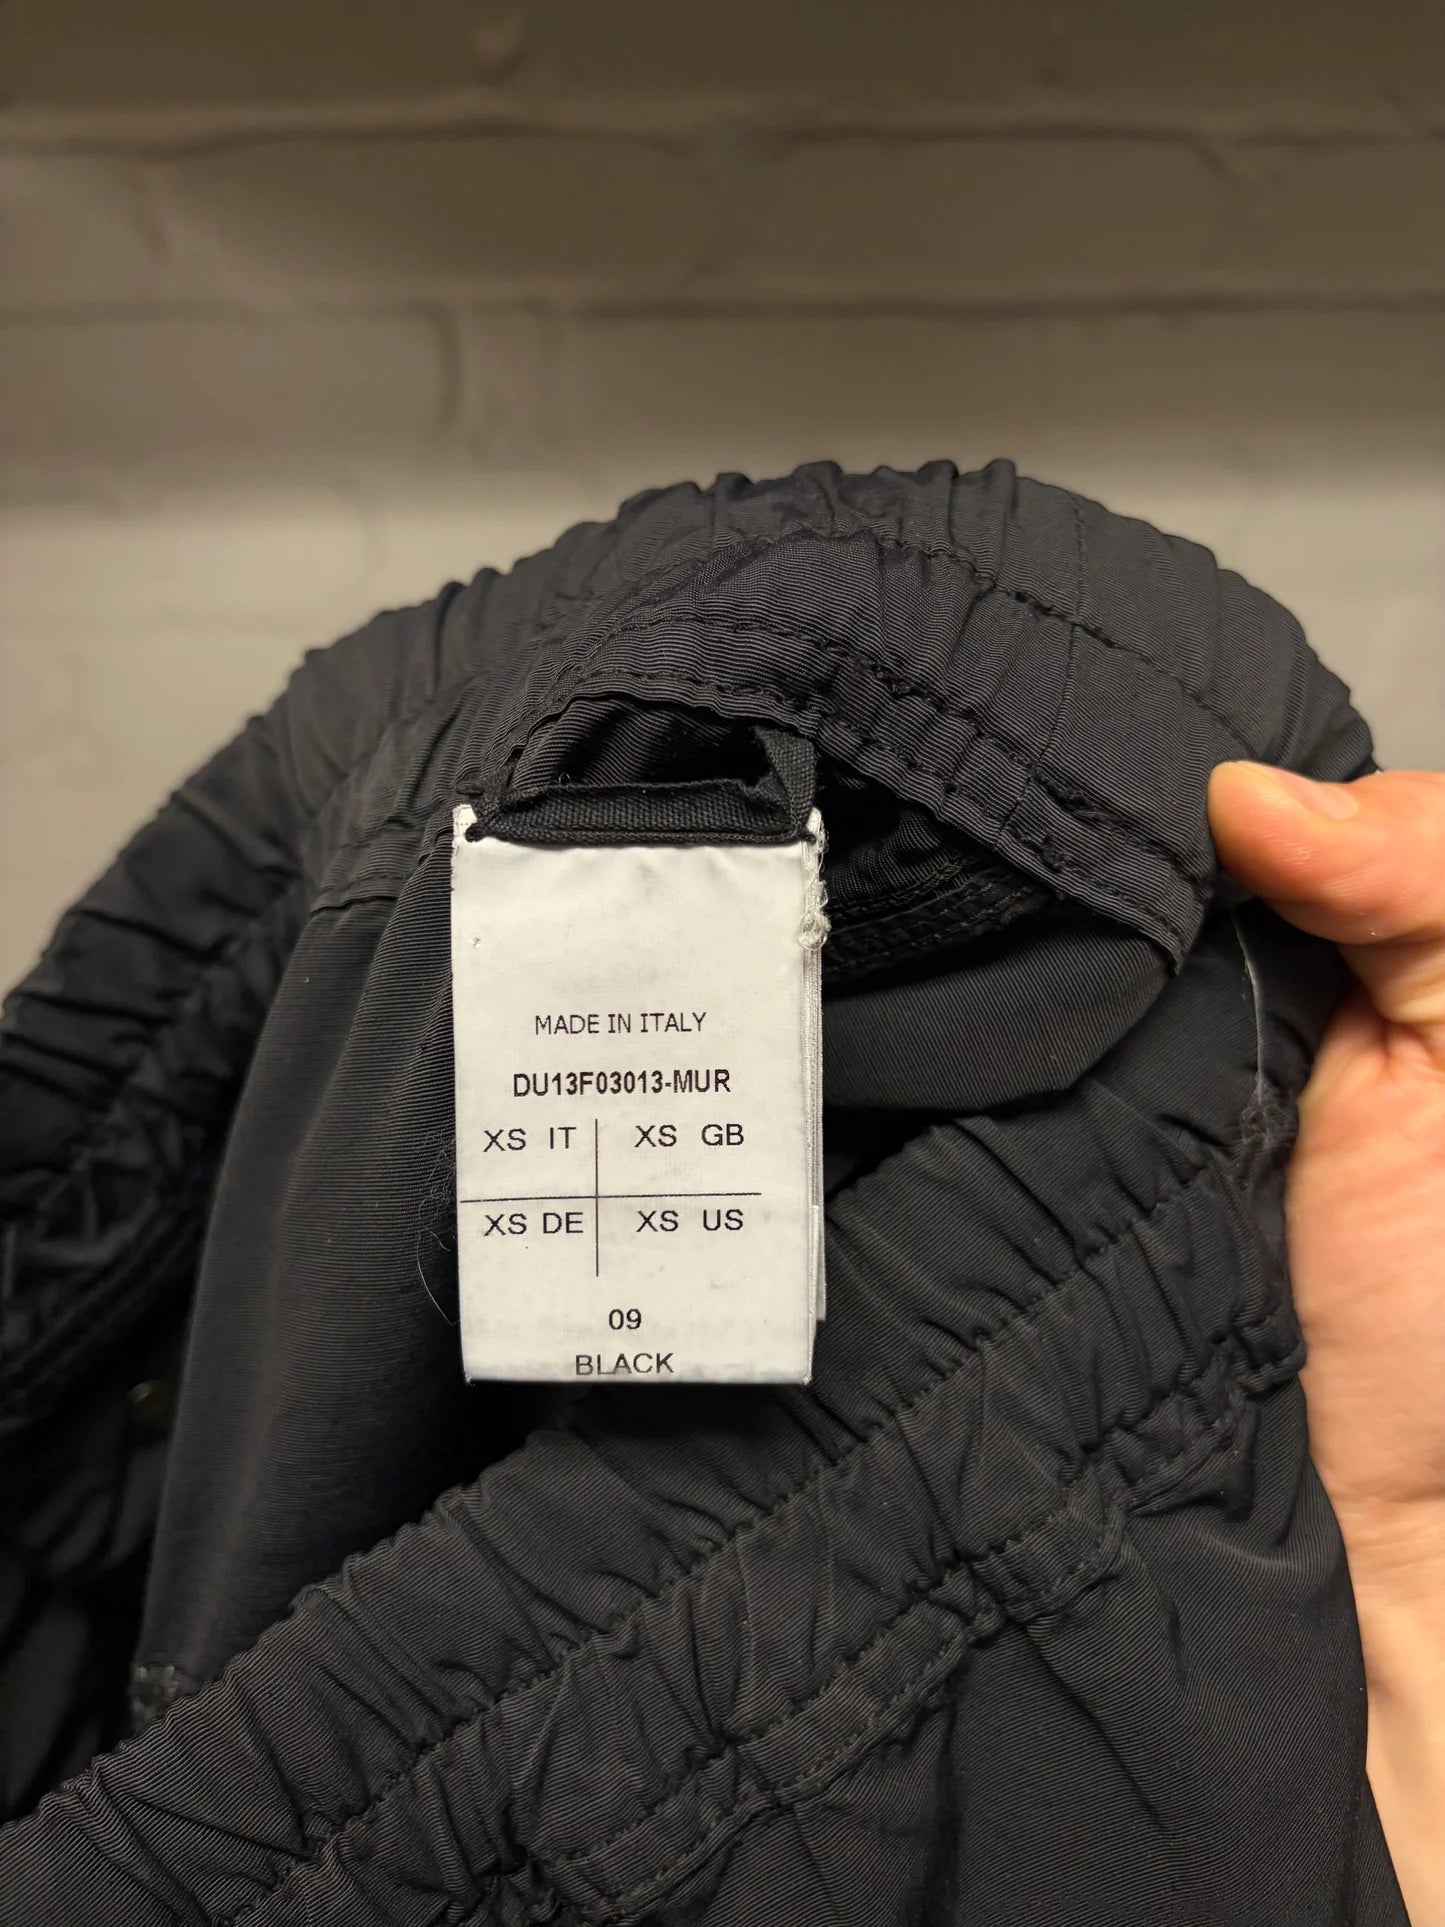 MADE IN ITALY
DU13F03013-MUR
XS IT XS GB
XS DE XS US
09
BLACK